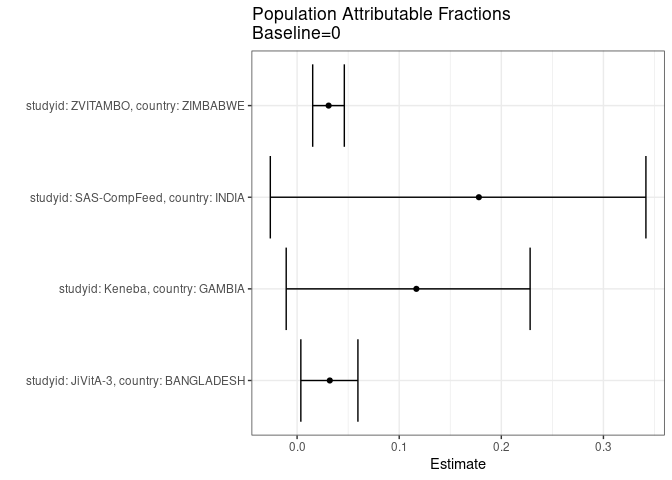 Population Attributable Fractions
Baseline=0
studyid: ZVITAMBO, country: ZIMBABWE
studyid: SAS-CompFeed, country: INDIA
studyid: Keneba, country: GAMBIA
studyid: JiVitA-3, country: BANGLADESH
0.0 0.1 0.2 0.3
Estimate